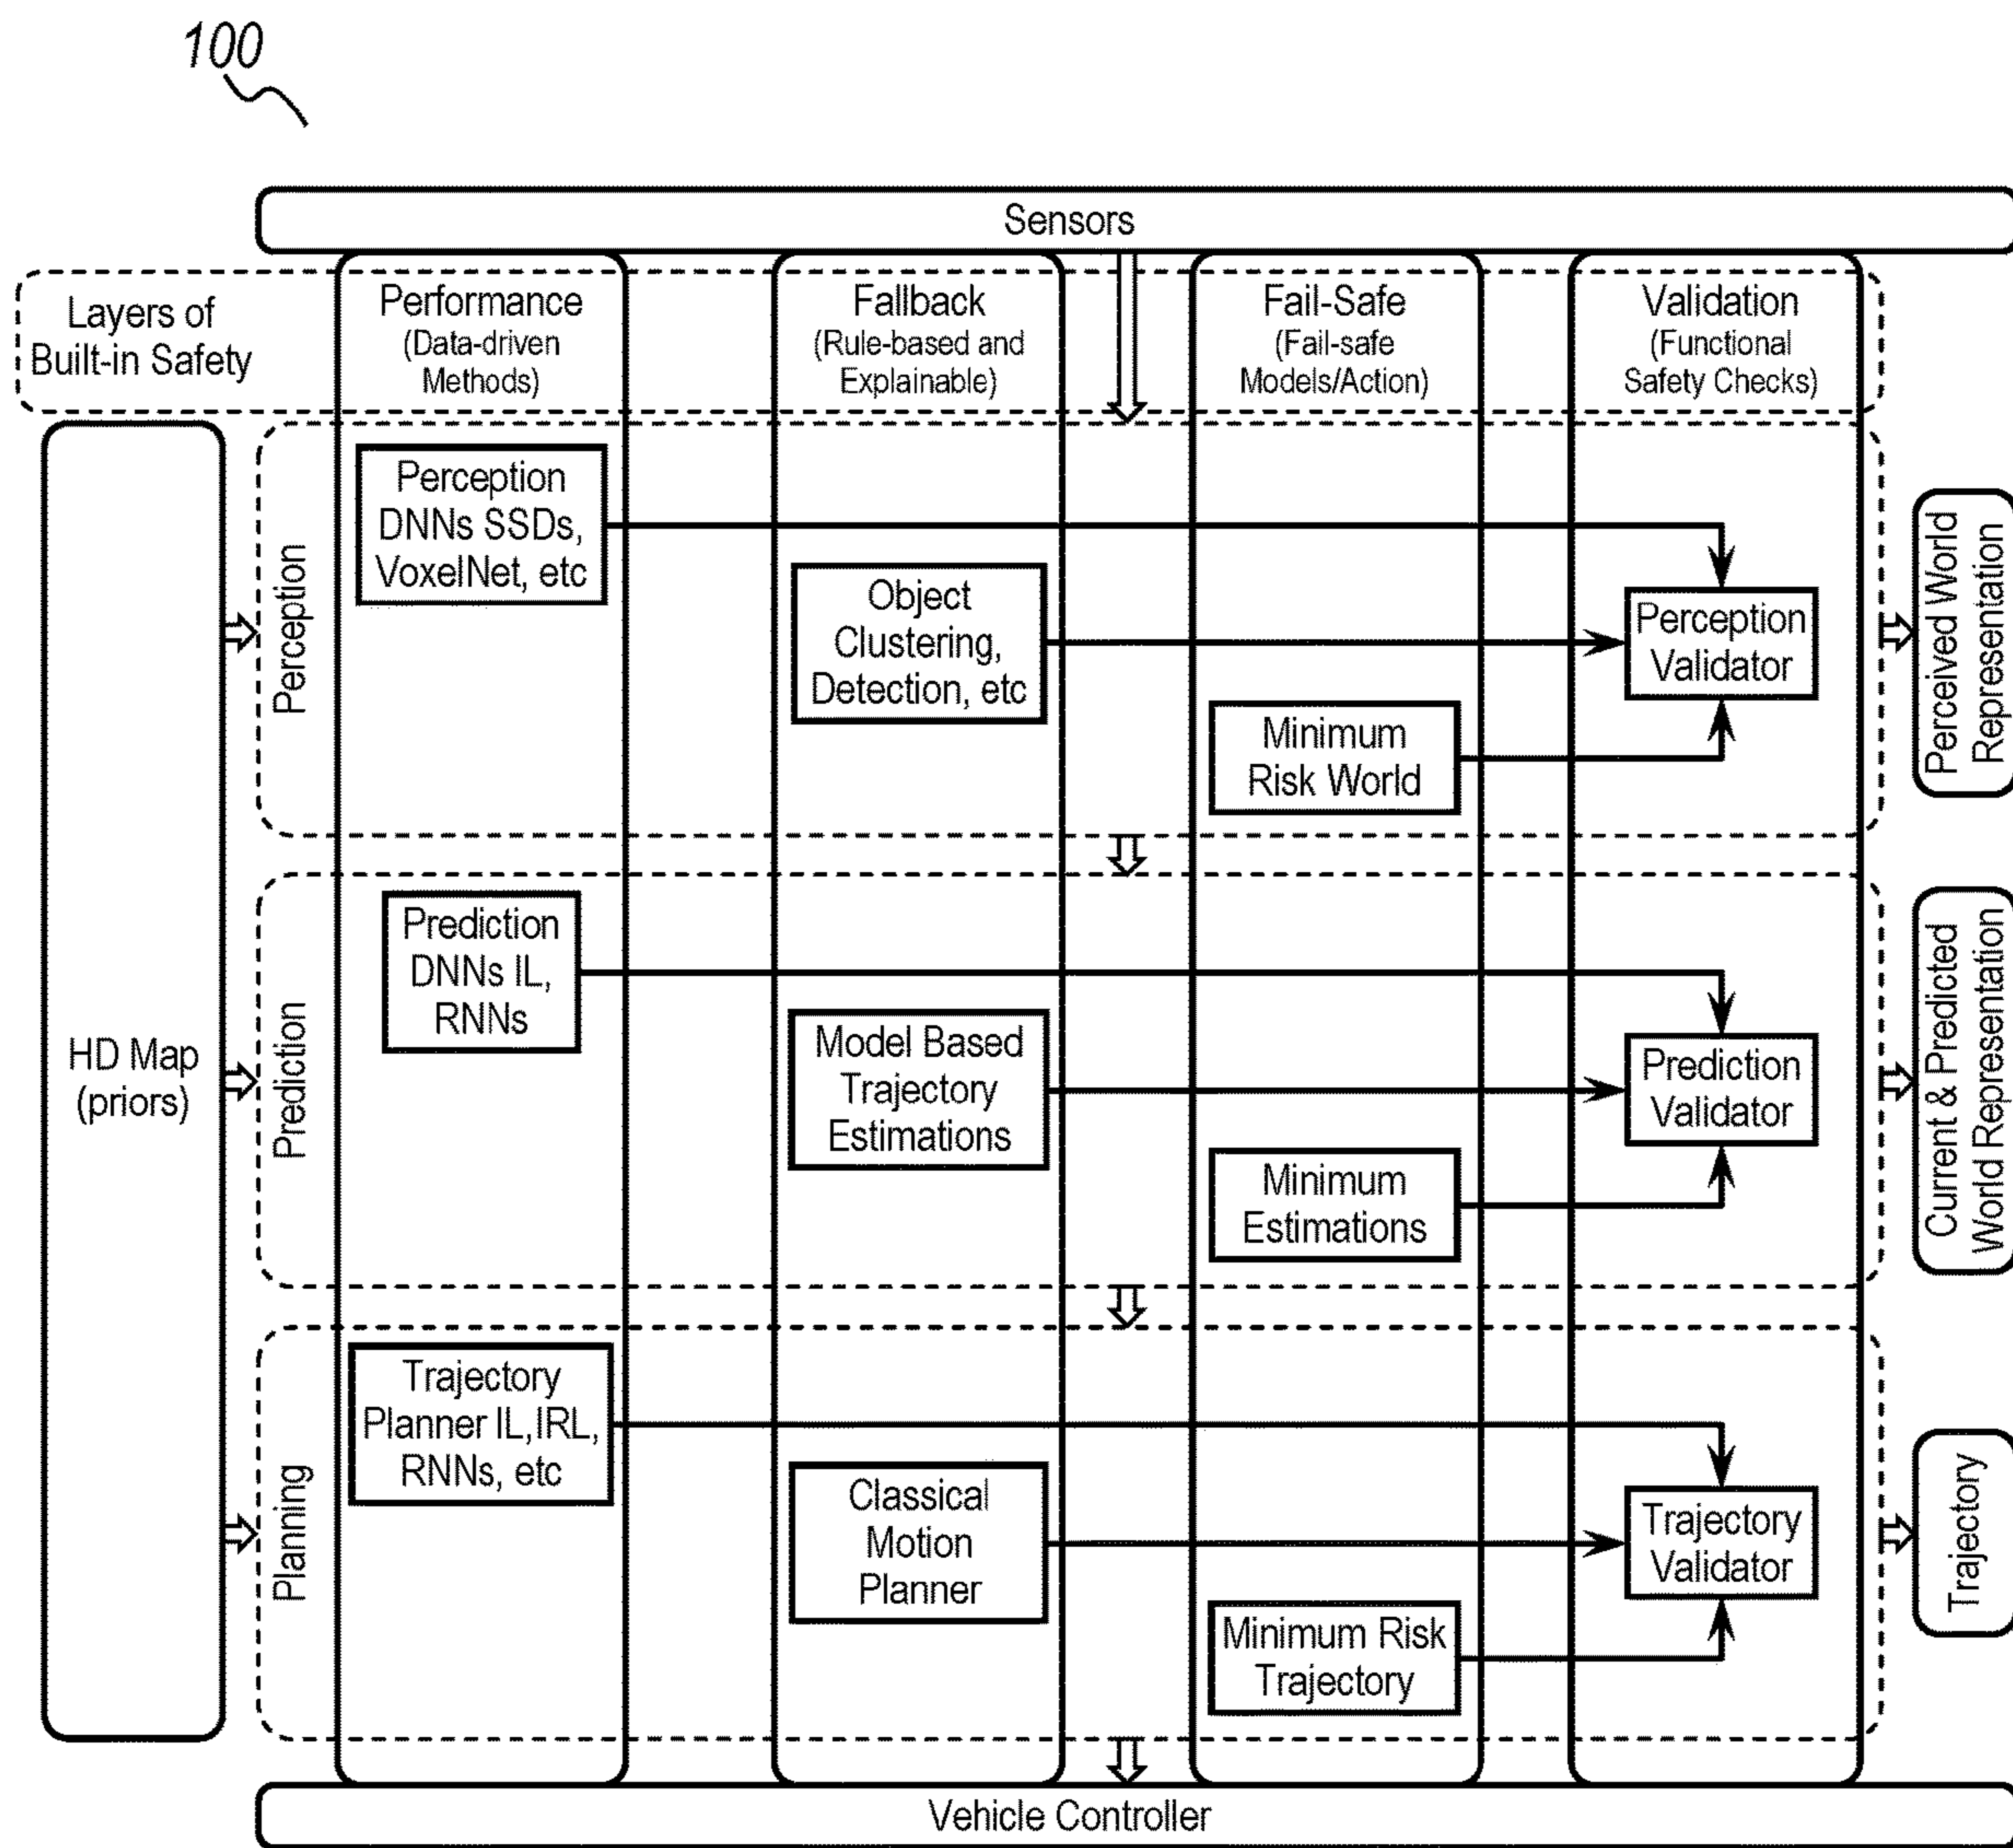 100
Sensors
Layers of
Built-in Safety
Performance
(Data-driven
Methods)
Fallback
(Rule-based and
Explainable)
Fail-Safe
(Fail-safe
Models/Action)
Validation
(Functional
Safety Checks)
HD Map
(priors)
Perception
Perception
DNNs SSDs,
VoxelNet, etc
Object
Clustering,
Detection, etc
Minimum
Risk World
Perception
Validator
Perceived World
Representation
Prediction
Prediction
DNNs IL,
RNNs
Model Based
Trajectory
Estimations
Minimum
Estimations
Prediction
Validator
Current & Predicted
World Representation
Planning
Trajectory
Planner IL,IRL,
RNNs, etc
Classical
Motion
Planner
Minimum Risk
Trajectory
Trajectory
Validator
Trajectory
Vehicle Controller